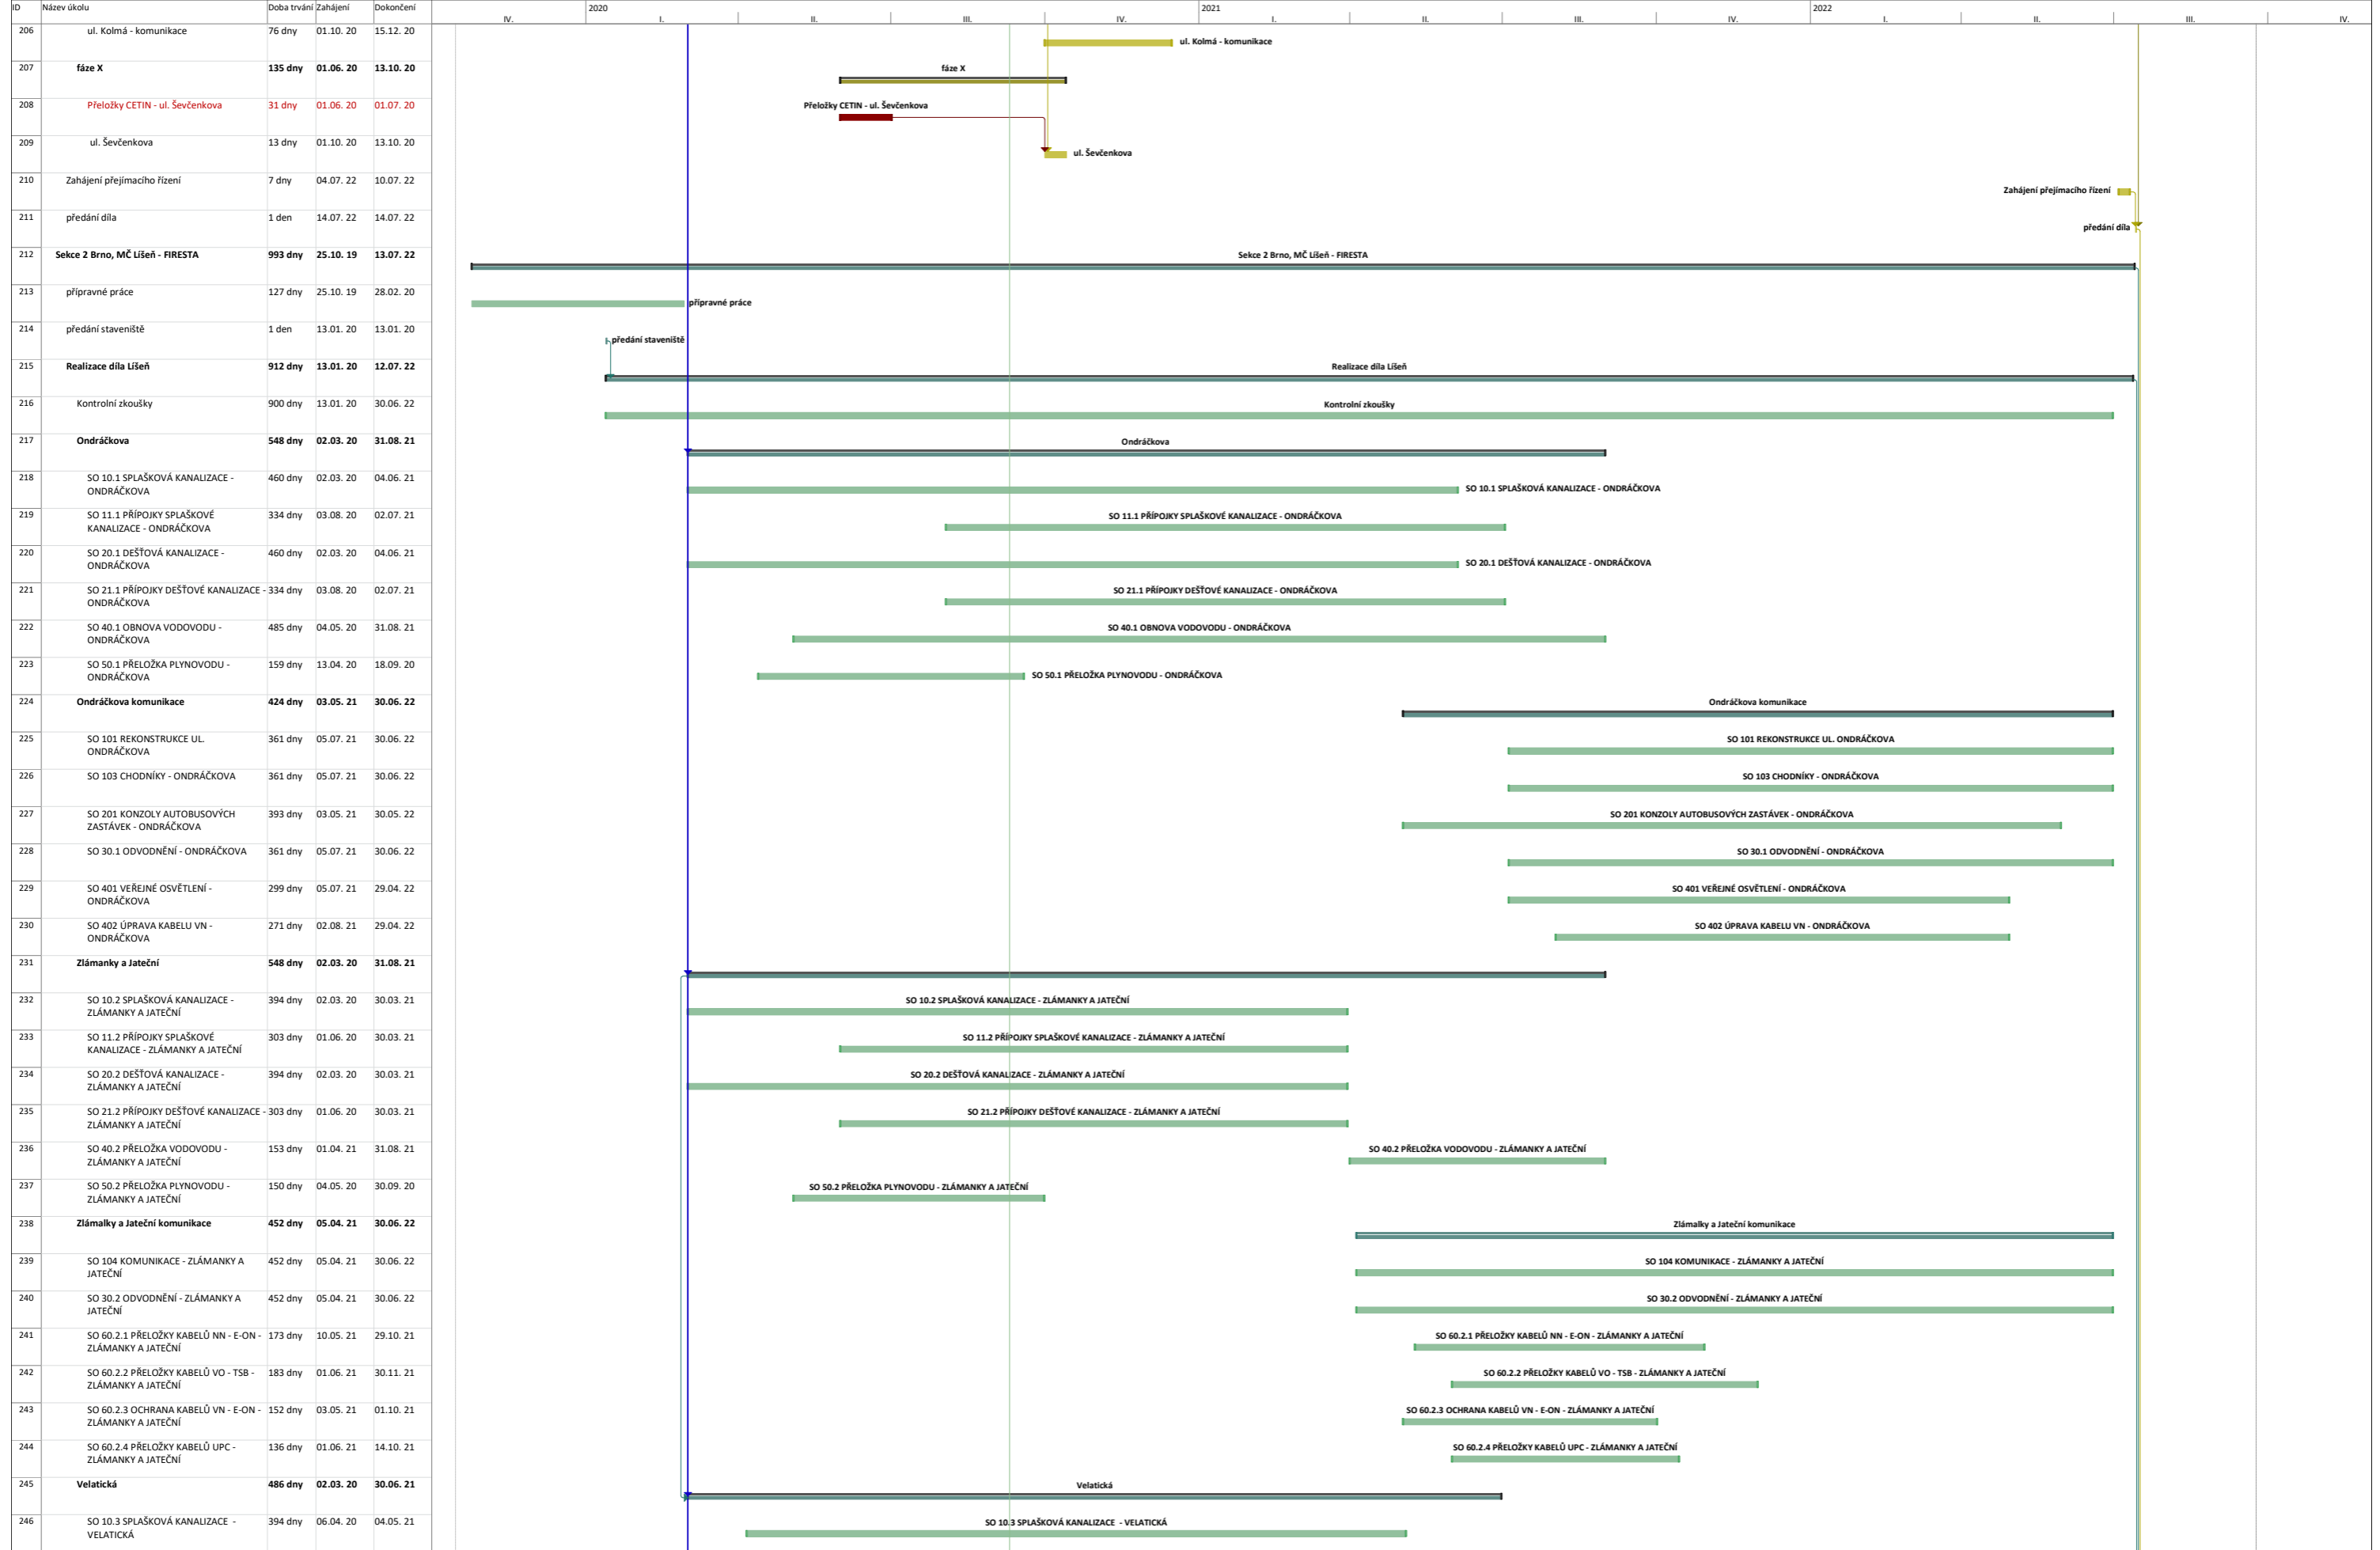 ID Název úkolu Doba trvání Zahájení Dokončení 2020 2021 2022
IV. I. II. III. IV. I. II. III. IV. I. II. III. IV.
206 ul. Kolmá - komunikace 76 dny 01.10. 20 15.12. 20
ul. Kolmá - komunikace
207 fáze X 135 dny 01.06. 20 13.10. 20
fáze X
208 Přeložky CETIN - ul. Ševčenkova 31 dny 01.06. 20 01.07. 20
Přeložky CETIN - ul. Ševčenkova
209 ul. Ševčenkova 13 dny 01.10. 20 13.10. 20
ul. Ševčenkova
210 Zahájení přejímacího řízení 7 dny 04.07. 22 10.07. 22
Zahájení přejímacího řízení
211 předání díla 1 den 14.07. 22 14.07. 22
předání díla
212 Sekce 2 Brno, MČ Líšeň - FIRESTA 993 dny 25.10. 19 13.07. 22
Sekce 2 Brno, MČ Líšeň - FIRESTA
213 přípravné práce 127 dny 25.10. 19 28.02. 20
přípravné práce
214 předání staveniště 1 den 13.01. 20 13.01. 20
předání staveniště
215 Realizace díla Líšeň 912 dny 13.01. 20 12.07. 22
Realizace díla Líšeň
216 Kontrolní zkoušky 900 dny 13.01. 20 30.06. 22
Kontrolní zkoušky
217 Ondráčkova 548 dny 02.03. 20 31.08. 21
Ondráčkova
218 SO 10.1 SPLAŠKOVÁ KANALIZACE - 460 dny 02.03. 20 04.06. 21
ONDRÁČKOVA
SO 10.1 SPLAŠKOVÁ KANALIZACE - ONDRÁČKOVA
219 SO 11.1 PŘÍPOJKY SPLAŠKOVÉ 334 dny 03.08. 20 02.07. 21
KANALIZACE - ONDRÁČKOVA
SO 11.1 PŘÍPOJKY SPLAŠKOVÉ KANALIZACE - ONDRÁČKOVA
220 SO 20.1 DEŠŤOVÁ KANALIZACE - 460 dny 02.03. 20 04.06. 21
ONDRÁČKOVA
SO 20.1 DEŠŤOVÁ KANALIZACE - ONDRÁČKOVA
221 SO 21.1 PŘÍPOJKY DEŠŤOVÉ KANALIZACE - 334 dny 03.08. 20 02.07. 21
ONDRÁČKOVA
SO 21.1 PŘÍPOJKY DEŠŤOVÉ KANALIZACE - ONDRÁČKOVA
222 SO 40.1 OBNOVA VODOVODU - 485 dny 04.05. 20 31.08. 21
ONDRÁČKOVA
SO 40.1 OBNOVA VODOVODU - ONDRÁČKOVA
223 SO 50.1 PŘELOŽKA PLYNOVODU - 159 dny 13.04. 20 18.09. 20
ONDRÁČKOVA
SO 50.1 PŘELOŽKA PLYNOVODU - ONDRÁČKOVA
224 Ondráčkova komunikace 424 dny 03.05. 21 30.06. 22
Ondráčkova komunikace
225 SO 101 REKONSTRUKCE UL. 361 dny 05.07. 21 30.06. 22
ONDRÁČKOVA
SO 101 REKONSTRUKCE UL. ONDRÁČKOVA
226 SO 103 CHODNÍKY - ONDRÁČKOVA 361 dny 05.07. 21 30.06. 22
SO 103 CHODNÍKY - ONDRÁČKOVA
227 SO 201 KONZOLY AUTOBUSOVÝCH 393 dny 03.05. 21 30.05. 22
ZASTÁVEK - ONDRÁČKOVA
SO 201 KONZOLY AUTOBUSOVÝCH ZASTÁVEK - ONDRÁČKOVA
228 SO 30.1 ODVODNĚNÍ - ONDRÁČKOVA 361 dny 05.07. 21 30.06. 22
SO 30.1 ODVODNĚNÍ - ONDRÁČKOVA
229 SO 401 VEŘEJNÉ OSVĚTLENÍ - 299 dny 05.07. 21 29.04. 22
ONDRÁČKOVA
SO 401 VEŘEJNÉ OSVĚTLENÍ - ONDRÁČKOVA
230 SO 402 ÚPRAVA KABELU VN - 271 dny 02.08. 21 29.04. 22
ONDRÁČKOVA
SO 402 ÚPRAVA KABELU VN - ONDRÁČKOVA
231 Zlámanky a Jateční 548 dny 02.03. 20 31.08. 21
232 SO 10.2 SPLAŠKOVÁ KANALIZACE - 394 dny 02.03. 20 30.03. 21
ZLÁMANKY A JATEČNÍ
SO 10.2 SPLAŠKOVÁ KANALIZACE - ZLÁMANKY A JATEČNÍ
233 SO 11.2 PŘÍPOJKY SPLAŠKOVÉ 303 dny 01.06. 20 30.03. 21
KANALIZACE - ZLÁMANKY A JATEČNÍ
SO 11.2 PŘÍPOJKY SPLAŠKOVÉ KANALIZACE - ZLÁMANKY A JATEČNÍ
234 SO 20.2 DEŠŤOVÁ KANALIZACE - 394 dny 02.03. 20 30.03. 21
ZLÁMANKY A JATEČNÍ
SO 20.2 DEŠŤOVÁ KANALIZACE - ZLÁMANKY A JATEČNÍ
235 SO 21.2 PŘÍPOJKY DEŠŤOVÉ KANALIZACE - 303 dny 01.06. 20 30.03. 21
ZLÁMANKY A JATEČNÍ
SO 21.2 PŘÍPOJKY DEŠŤOVÉ KANALIZACE - ZLÁMANKY A JATEČNÍ
236 SO 40.2 PŘELOŽKA VODOVODU - 153 dny 01.04. 21 31.08. 21
ZLÁMANKY A JATEČNÍ
SO 40.2 PŘELOŽKA VODOVODU - ZLÁMANKY A JATEČNÍ
237 SO 50.2 PŘELOŽKA PLYNOVODU - 150 dny 04.05. 20 30.09. 20
ZLÁMANKY A JATEČNÍ
SO 50.2 PŘELOŽKA PLYNOVODU - ZLÁMANKY A JATEČNÍ
238 Zlámalky a Jateční komunikace 452 dny 05.04. 21 30.06. 22
Zlámalky a Jateční komunikace
239 SO 104 KOMUNIKACE - ZLÁMANKY A 452 dny 05.04. 21 30.06. 22
JATEČNÍ
SO 104 KOMUNIKACE - ZLÁMANKY A JATEČNÍ
240 SO 30.2 ODVODNĚNÍ - ZLÁMANKY A 452 dny 05.04. 21 30.06. 22
JATEČNÍ
SO 30.2 ODVODNĚNÍ - ZLÁMANKY A JATEČNÍ
241 SO 60.2.1 PŘELOŽKY KABELŮ NN - E-ON - 173 dny 10.05. 21 29.10. 21
ZLÁMANKY A JATEČNÍ
SO 60.2.1 PŘELOŽKY KABELŮ NN - E-ON - ZLÁMANKY A JATEČNÍ
242 SO 60.2.2 PŘELOŽKY KABELŮ VO - TSB - 183 dny 01.06. 21 30.11. 21
ZLÁMANKY A JATEČNÍ
SO 60.2.2 PŘELOŽKY KABELŮ VO - TSB - ZLÁMANKY A JATEČNÍ
243 SO 60.2.3 OCHRANA KABELŮ VN - E-ON - 152 dny 03.05. 21 01.10. 21
ZLÁMANKY A JATEČNÍ
SO 60.2.3 OCHRANA KABELŮ VN - E-ON - ZLÁMANKY A JATEČNÍ
244 SO 60.2.4 PŘELOŽKY KABELŮ UPC - 136 dny 01.06. 21 14.10. 21
ZLÁMANKY A JATEČNÍ
SO 60.2.4 PŘELOŽKY KABELŮ UPC - ZLÁMANKY A JATEČNÍ
245 Velatická 486 dny 02.03. 20 30.06. 21
Velatická
246 SO 10.3 SPLAŠKOVÁ KANALIZACE - 394 dny 06.04. 20 04.05. 21
VELATICKÁ
SO 10.3 SPLAŠKOVÁ KANALIZACE - VELATICKÁ